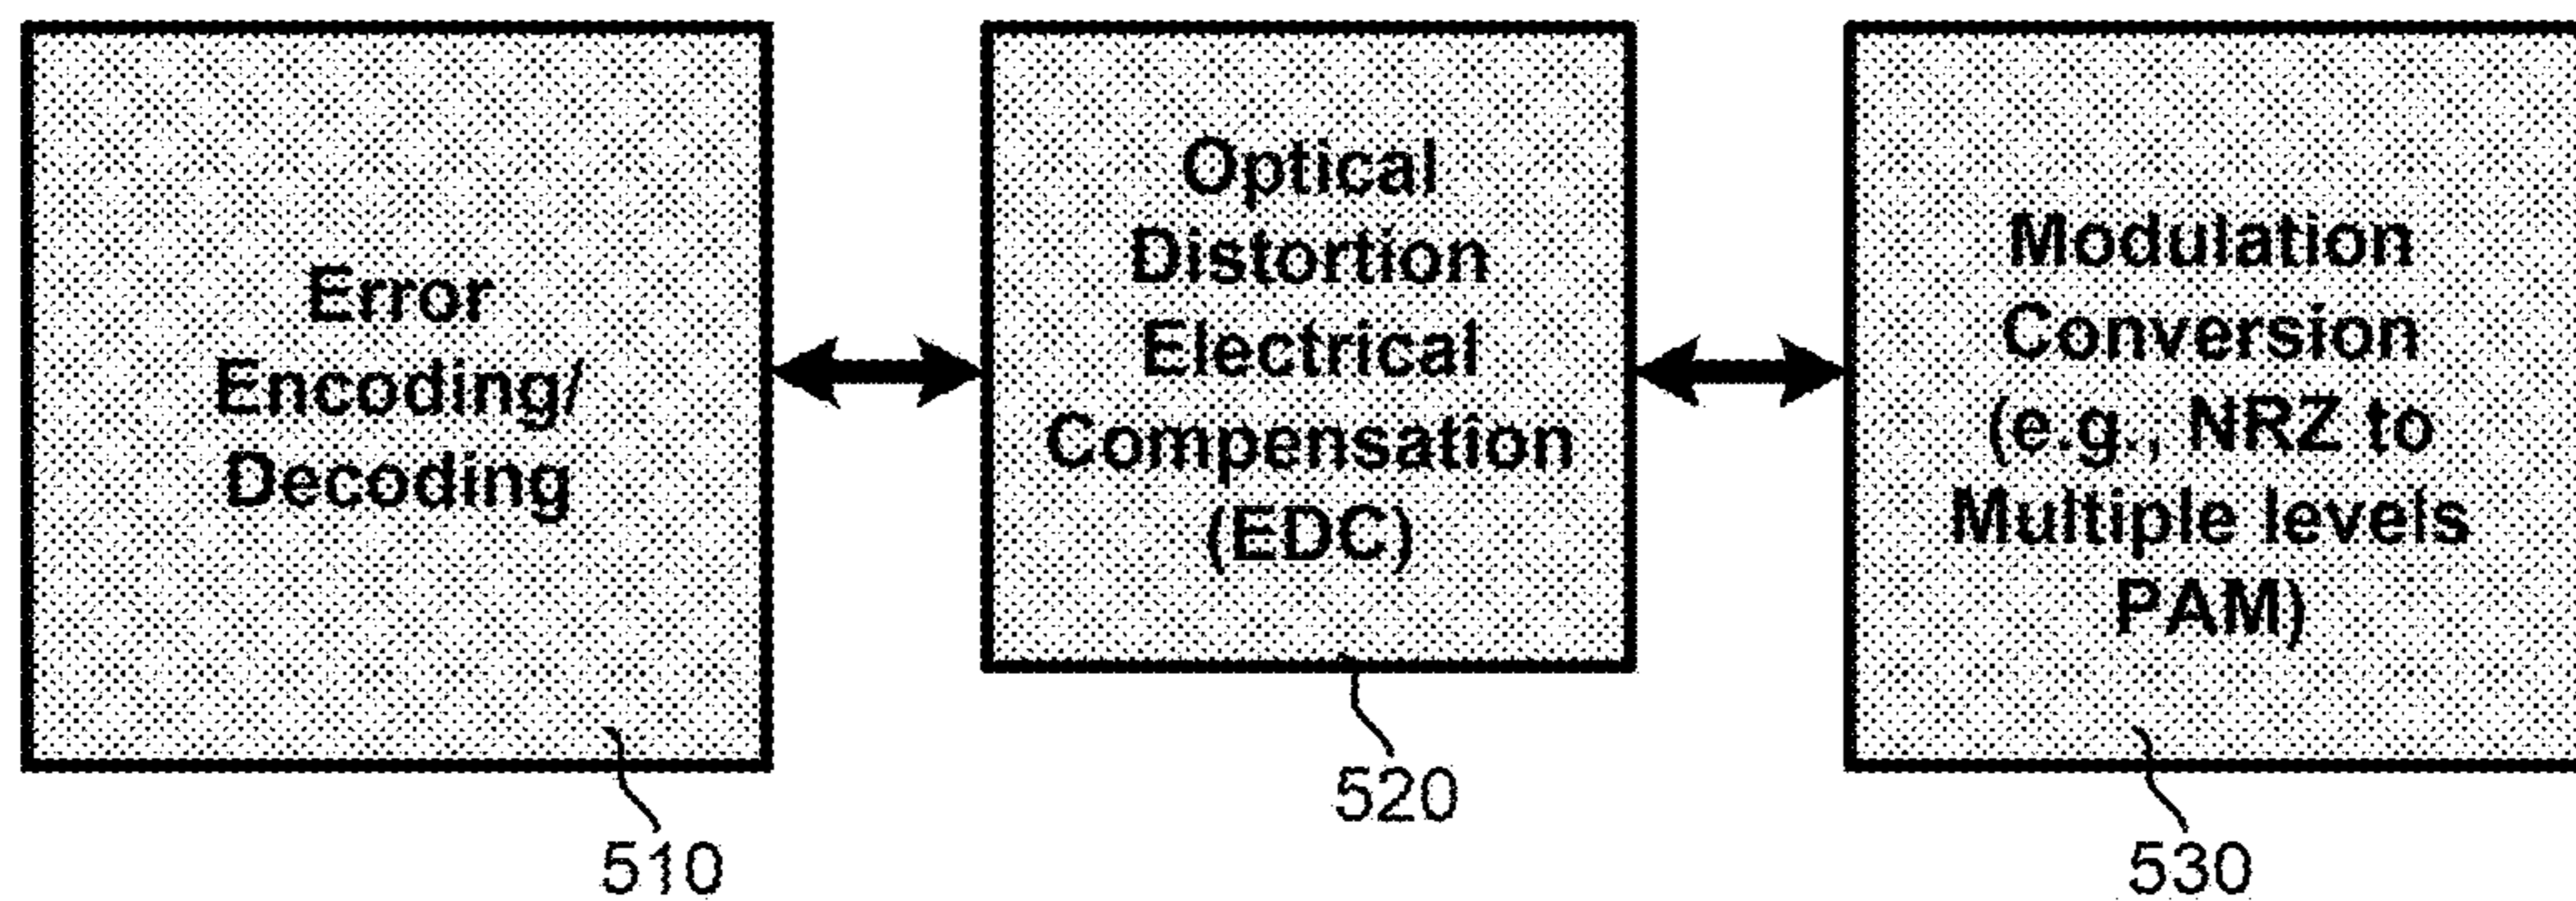 Error
Encoding/
Decoding
510
Optical
Distortion
Electrical
Compensation
(EDC)
520
Modulation
Conversion
(e.g., NRZ to
Multiple levels
PAM)
530